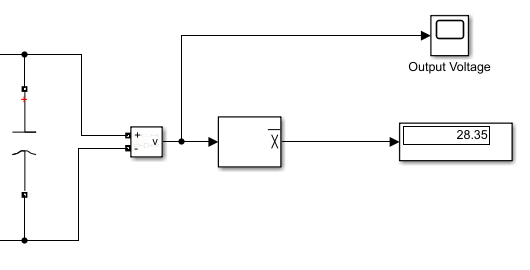 Output Voltage
+
+
v
-
X
28.35